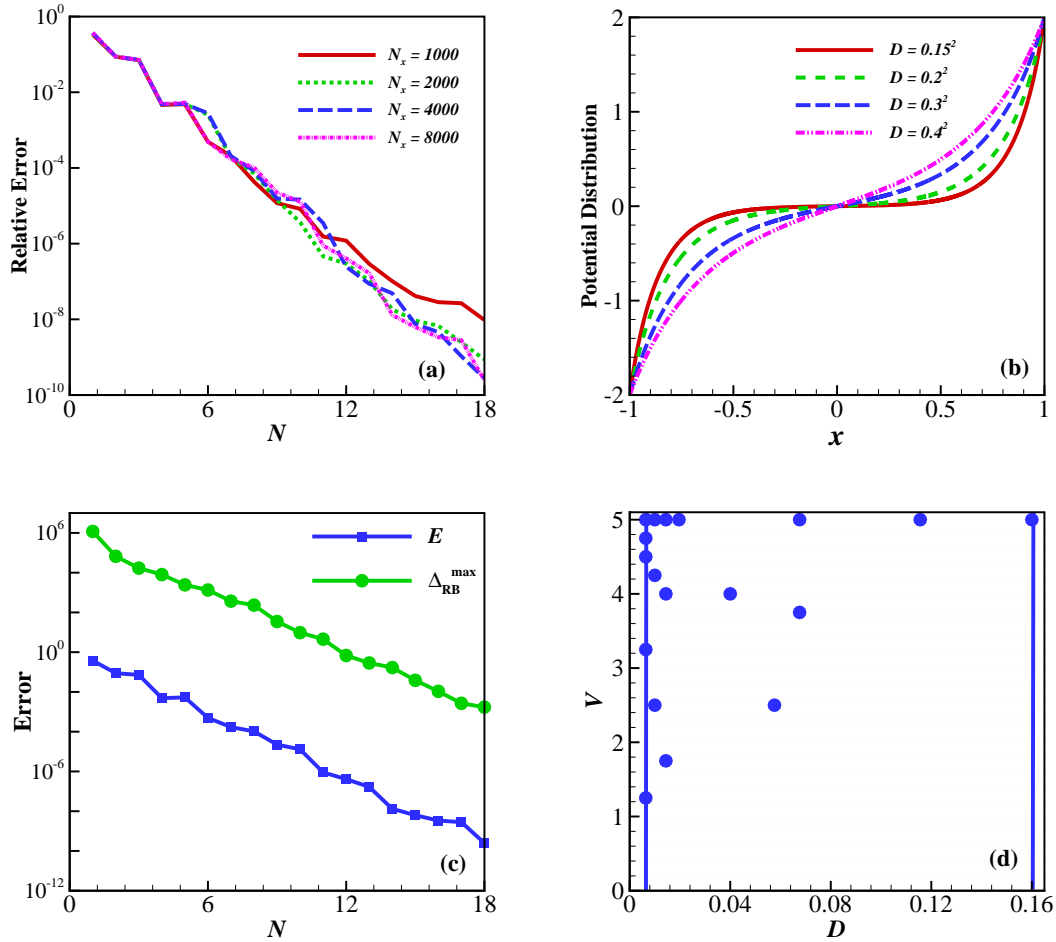 Relative Error
10^0
10^-2
10^-4
10^-6
10^-8
10^-10
N_x = 1000
N_x = 2000
N_x = 4000
N_x = 8000
(a)
0 6 12 18
N
Potential Distribution
2
1
0
-1
-2
D = 0.15^2
D = 0.2^2
D = 0.3^2
D = 0.4^2
(b)
-1 -0.5 0 0.5 1
x
Error
10^6
10^0
10^-6
10^-12
E
Δ_RB^max
(c)
0 6 12 18
N
V
5
4
3
2
1
0
(d)
0 0.04 0.08 0.12 0.16
D